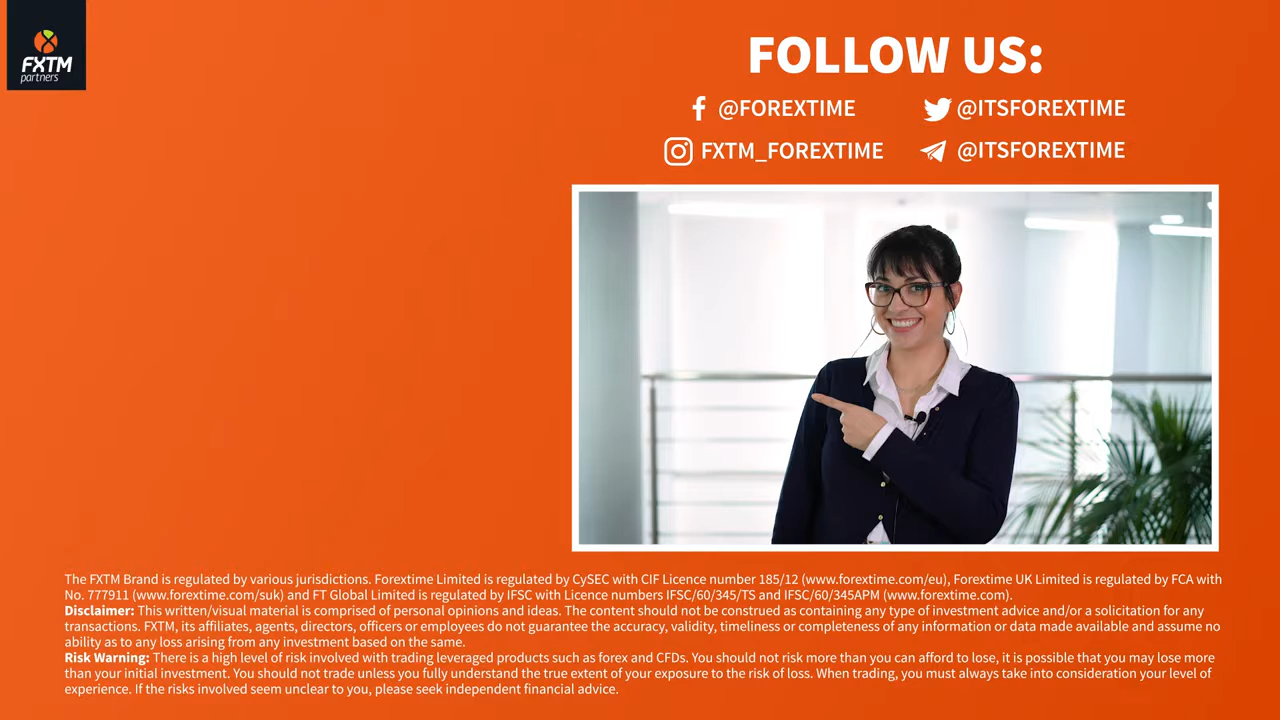 FXTM
partners
FOLLOW US:
@FOREXTIME
@ITSFOREXTIME
FXTM_FOREXTIME
@ITSFOREXTIME
The FXTM Brand is regulated by various jurisdictions. Forextime Limited is regulated by CySEC with CIF Licence number 185/12 (www.forextime.com/eu), Forextime UK Limited is regulated by FCA with
No. 777911 (www.forextime.com/suk) and FT Global Limited is regulated by IFSC with Licence numbers IFSC/60/345/TS and IFSC/60/345APM (www.forextime.com).
Disclaimer: This written/visual material is comprised of personal opinions and ideas. The content should not be construed as containing any type of investment advice and/or a solicitation for any
transactions. FXTM, its affiliates, agents, directors, officers or employees do not guarantee the accuracy, validity, timeliness or completeness of any information or data made available and assume no
ability as to any loss arising from any investment based on the same.
Risk Warning: There is a high level of risk involved with trading leveraged products such as forex and CFDs. You should not risk more than you can afford to lose, it is possible that you may lose more
than your initial investment. You should not trade unless you fully understand the true extent of your exposure to the risk of loss. When trading, you must always take into consideration your level of
experience. If the risks involved seem unclear to you, please seek independent financial advice.